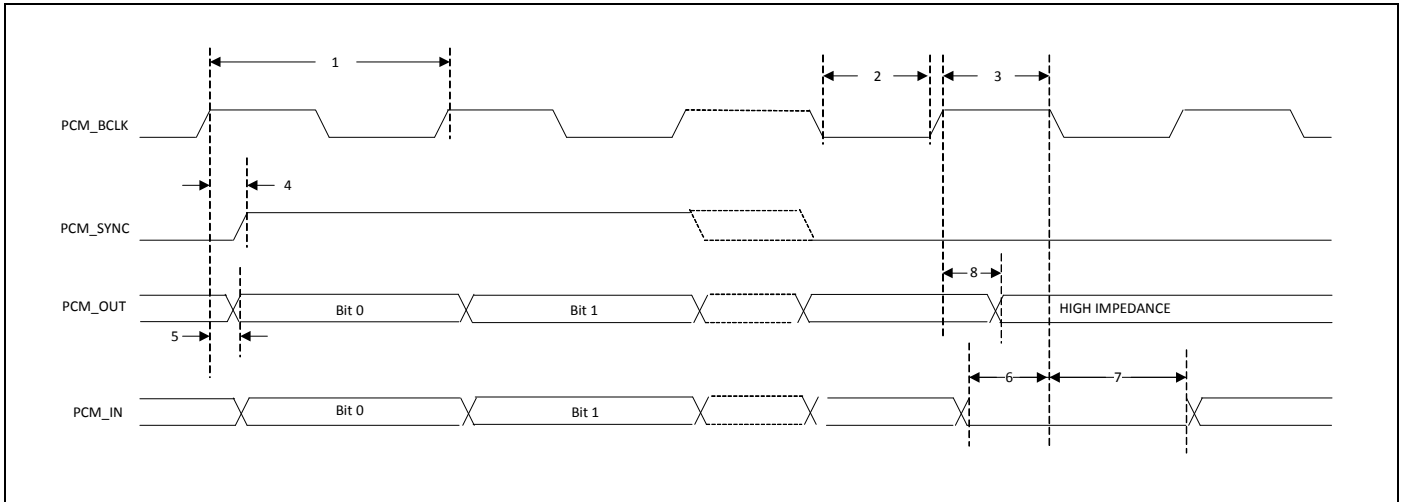 1
2
3
PCM_BCLK
4
PCM_SYNC
8
PCM_OUT
Bit 0
Bit 1
HIGH IMPEDANCE
5
6
7
PCM_IN
Bit 0
Bit 1